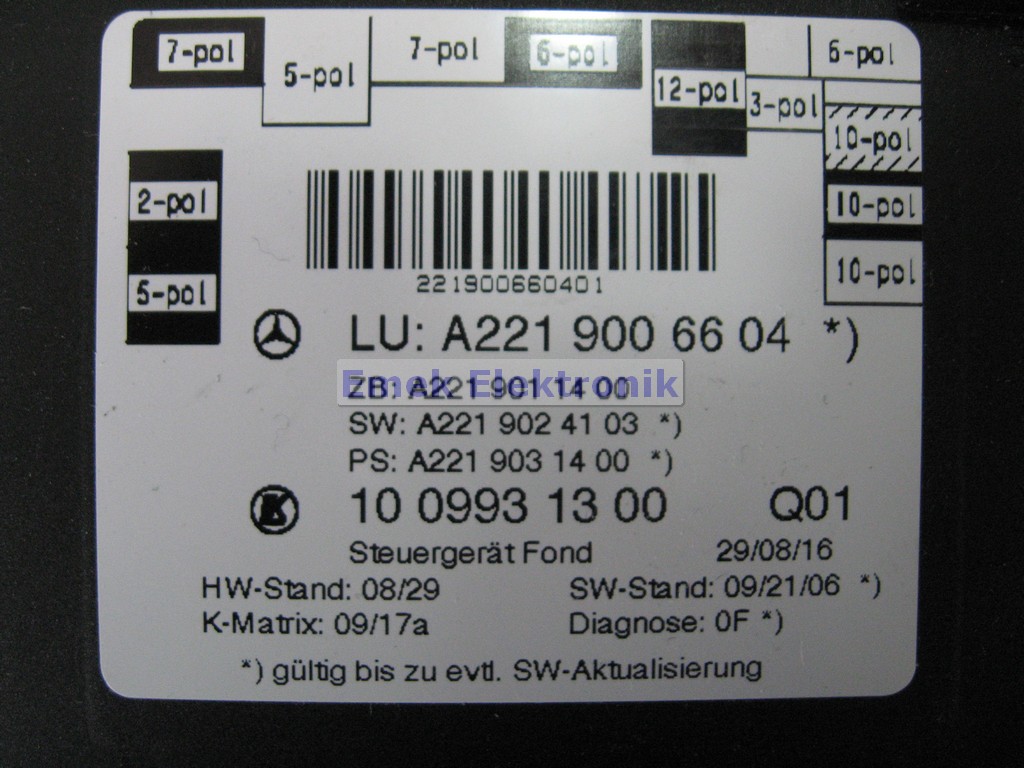 7-pol 5-pol 7-pol 6-pol 12-pol 3-pol 6-pol
10-pol
2-pol 10-pol
5-pol 10-pol
221900660401
LU: A221 900 66 04 *)
Emek Elektronik
ZB: A221 901 14 00
SW: A221 902 41 03 *)
PS: A221 903 14 00 *)
10 0993 13 00 Q01
Steuergerät Fond 29/08/16
HW-Stand: 08/29 SW-Stand: 09/21/06 *)
K-Matrix: 09/17a Diagnose: 0F *)
*) gültig bis zu evtl. SW-Aktualisierung